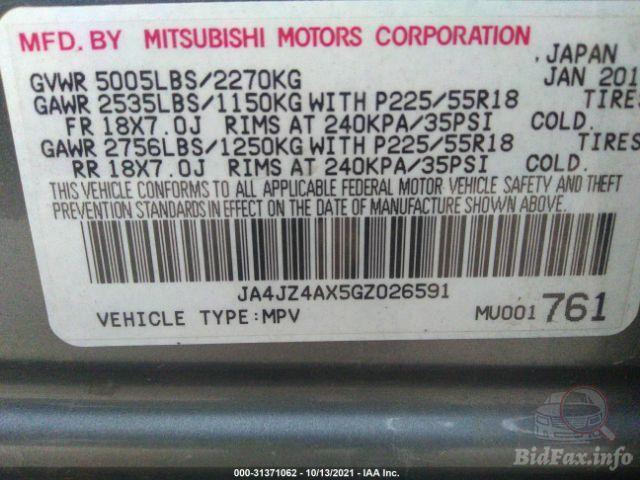 MFD. BY MITSUBISHI MOTORS CORPORATION
, JAPAN
GVWR 5005LBS/2270KG JAN 201
GAWR 2535LBS/1150KG WITH P225/55R18 TIRES
FR 18X7.0J RIMS AT 240KPA/35PSI COLD.
GAWR 2756LBS/1250KG WITH P225/55R18 TIRES
RR 18X7.0J RIMS AT 240KPA/35PSI COLD.
THIS VEHICLE CONFORMS TO ALL APPLICABLE FEDERAL MOTOR VEHICLE SAFETY AND THEFT
PREVENTION STANDARDS IN EFFECT ON THE DATE OF MANUFACTURE SHOWN ABOVE.
JA4JZ4AX5GZ026591
VEHICLE TYPE:MPV MU001 761
BidFax.info
000-31371062 - 10/13/2021 - IAA Inc.